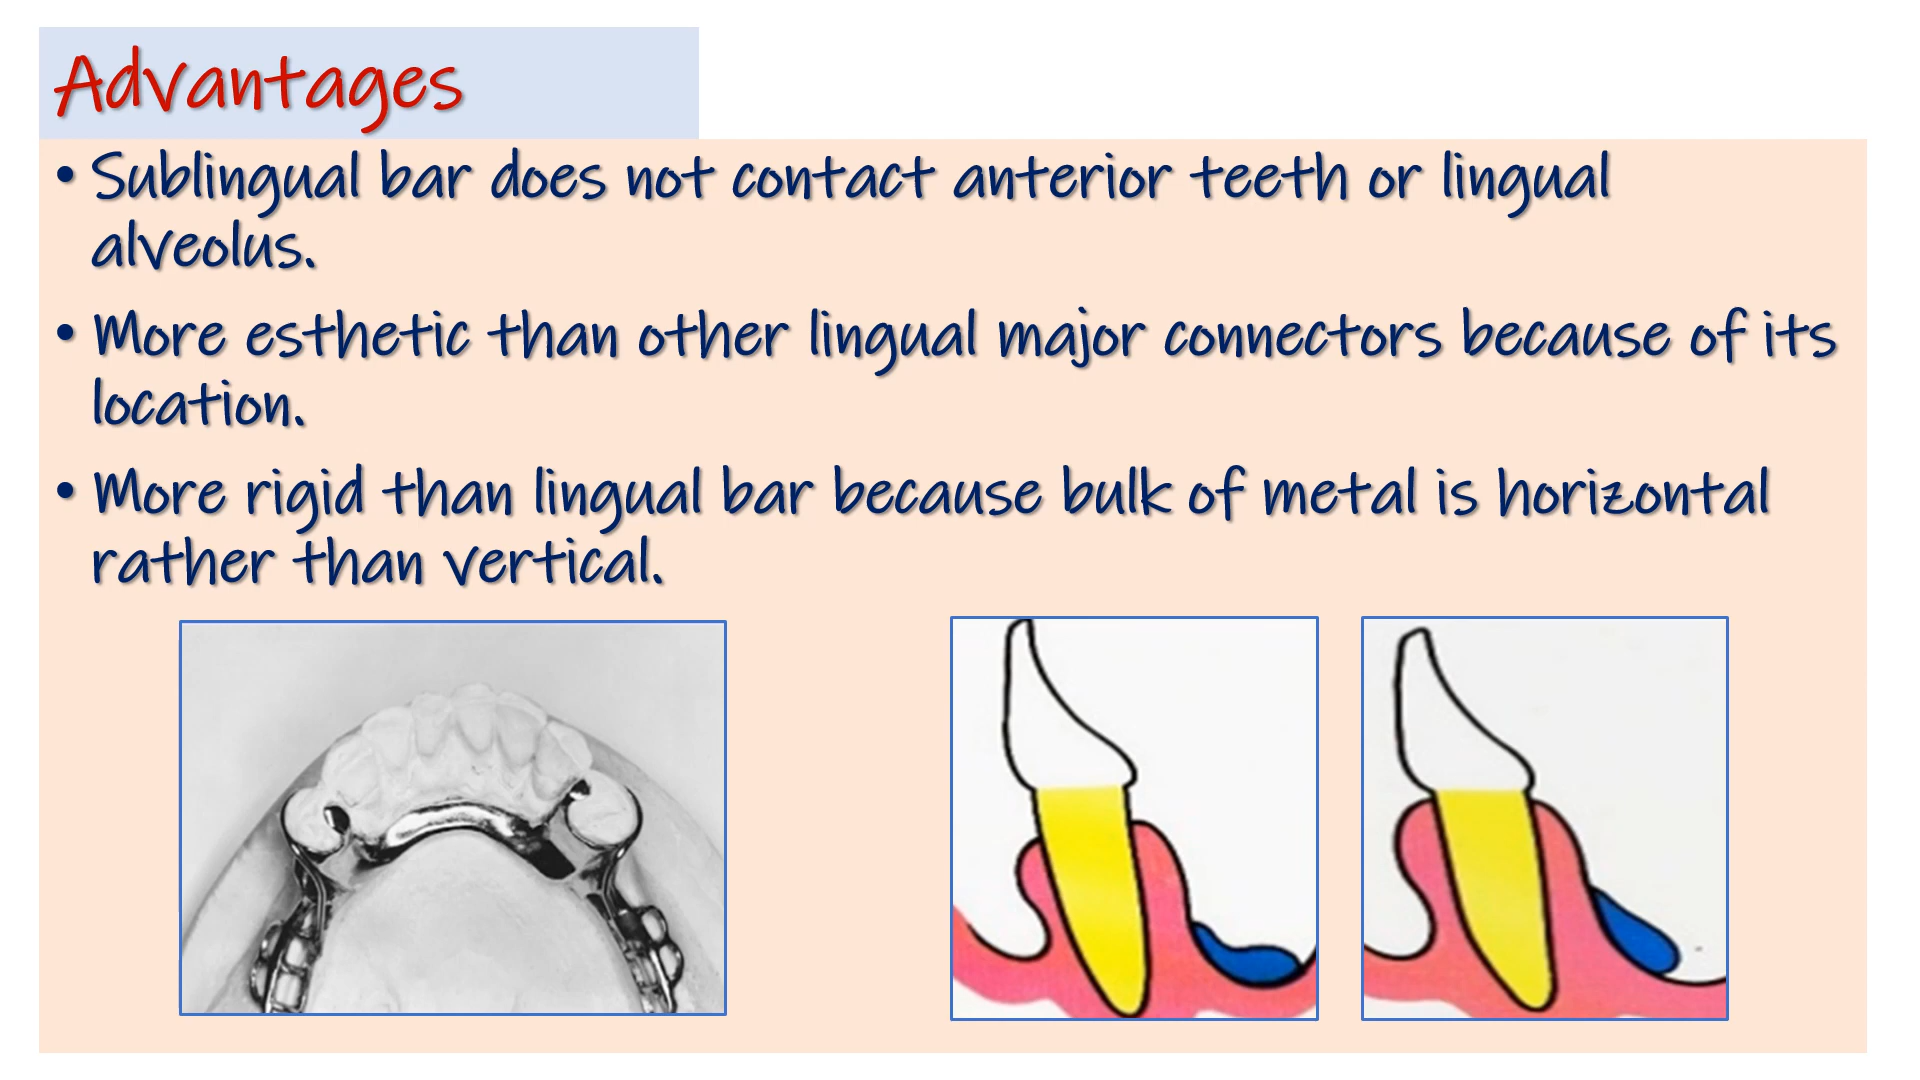 Advantages
• Sublingual bar does not contact anterior teeth or lingual
alveolus.
• More esthetic than other lingual major connectors because of its
location.
• More rigid than lingual bar because bulk of metal is horizontal
rather than vertical.